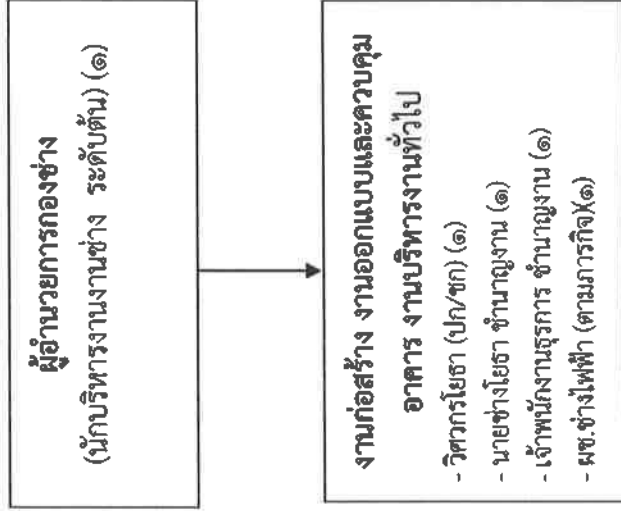 ผู้อำนวยการกองช่าง
(นักบริหารงานช่าง ระดับต้น) (๑)
งานก่อสร้าง งานออกแบบและควบคุม
อาคาร งานบริหารงานทั่วไป
- วิศวกรโยธา (ปก/ชก) (๑)
- นายช่างโยธา ชำนาญงาน (๑)
- เจ้าพนักงานธุรการ ชำนาญงาน (๑)
- ผช.ช่างไฟฟ้า (ตามภารกิจ)(๑)